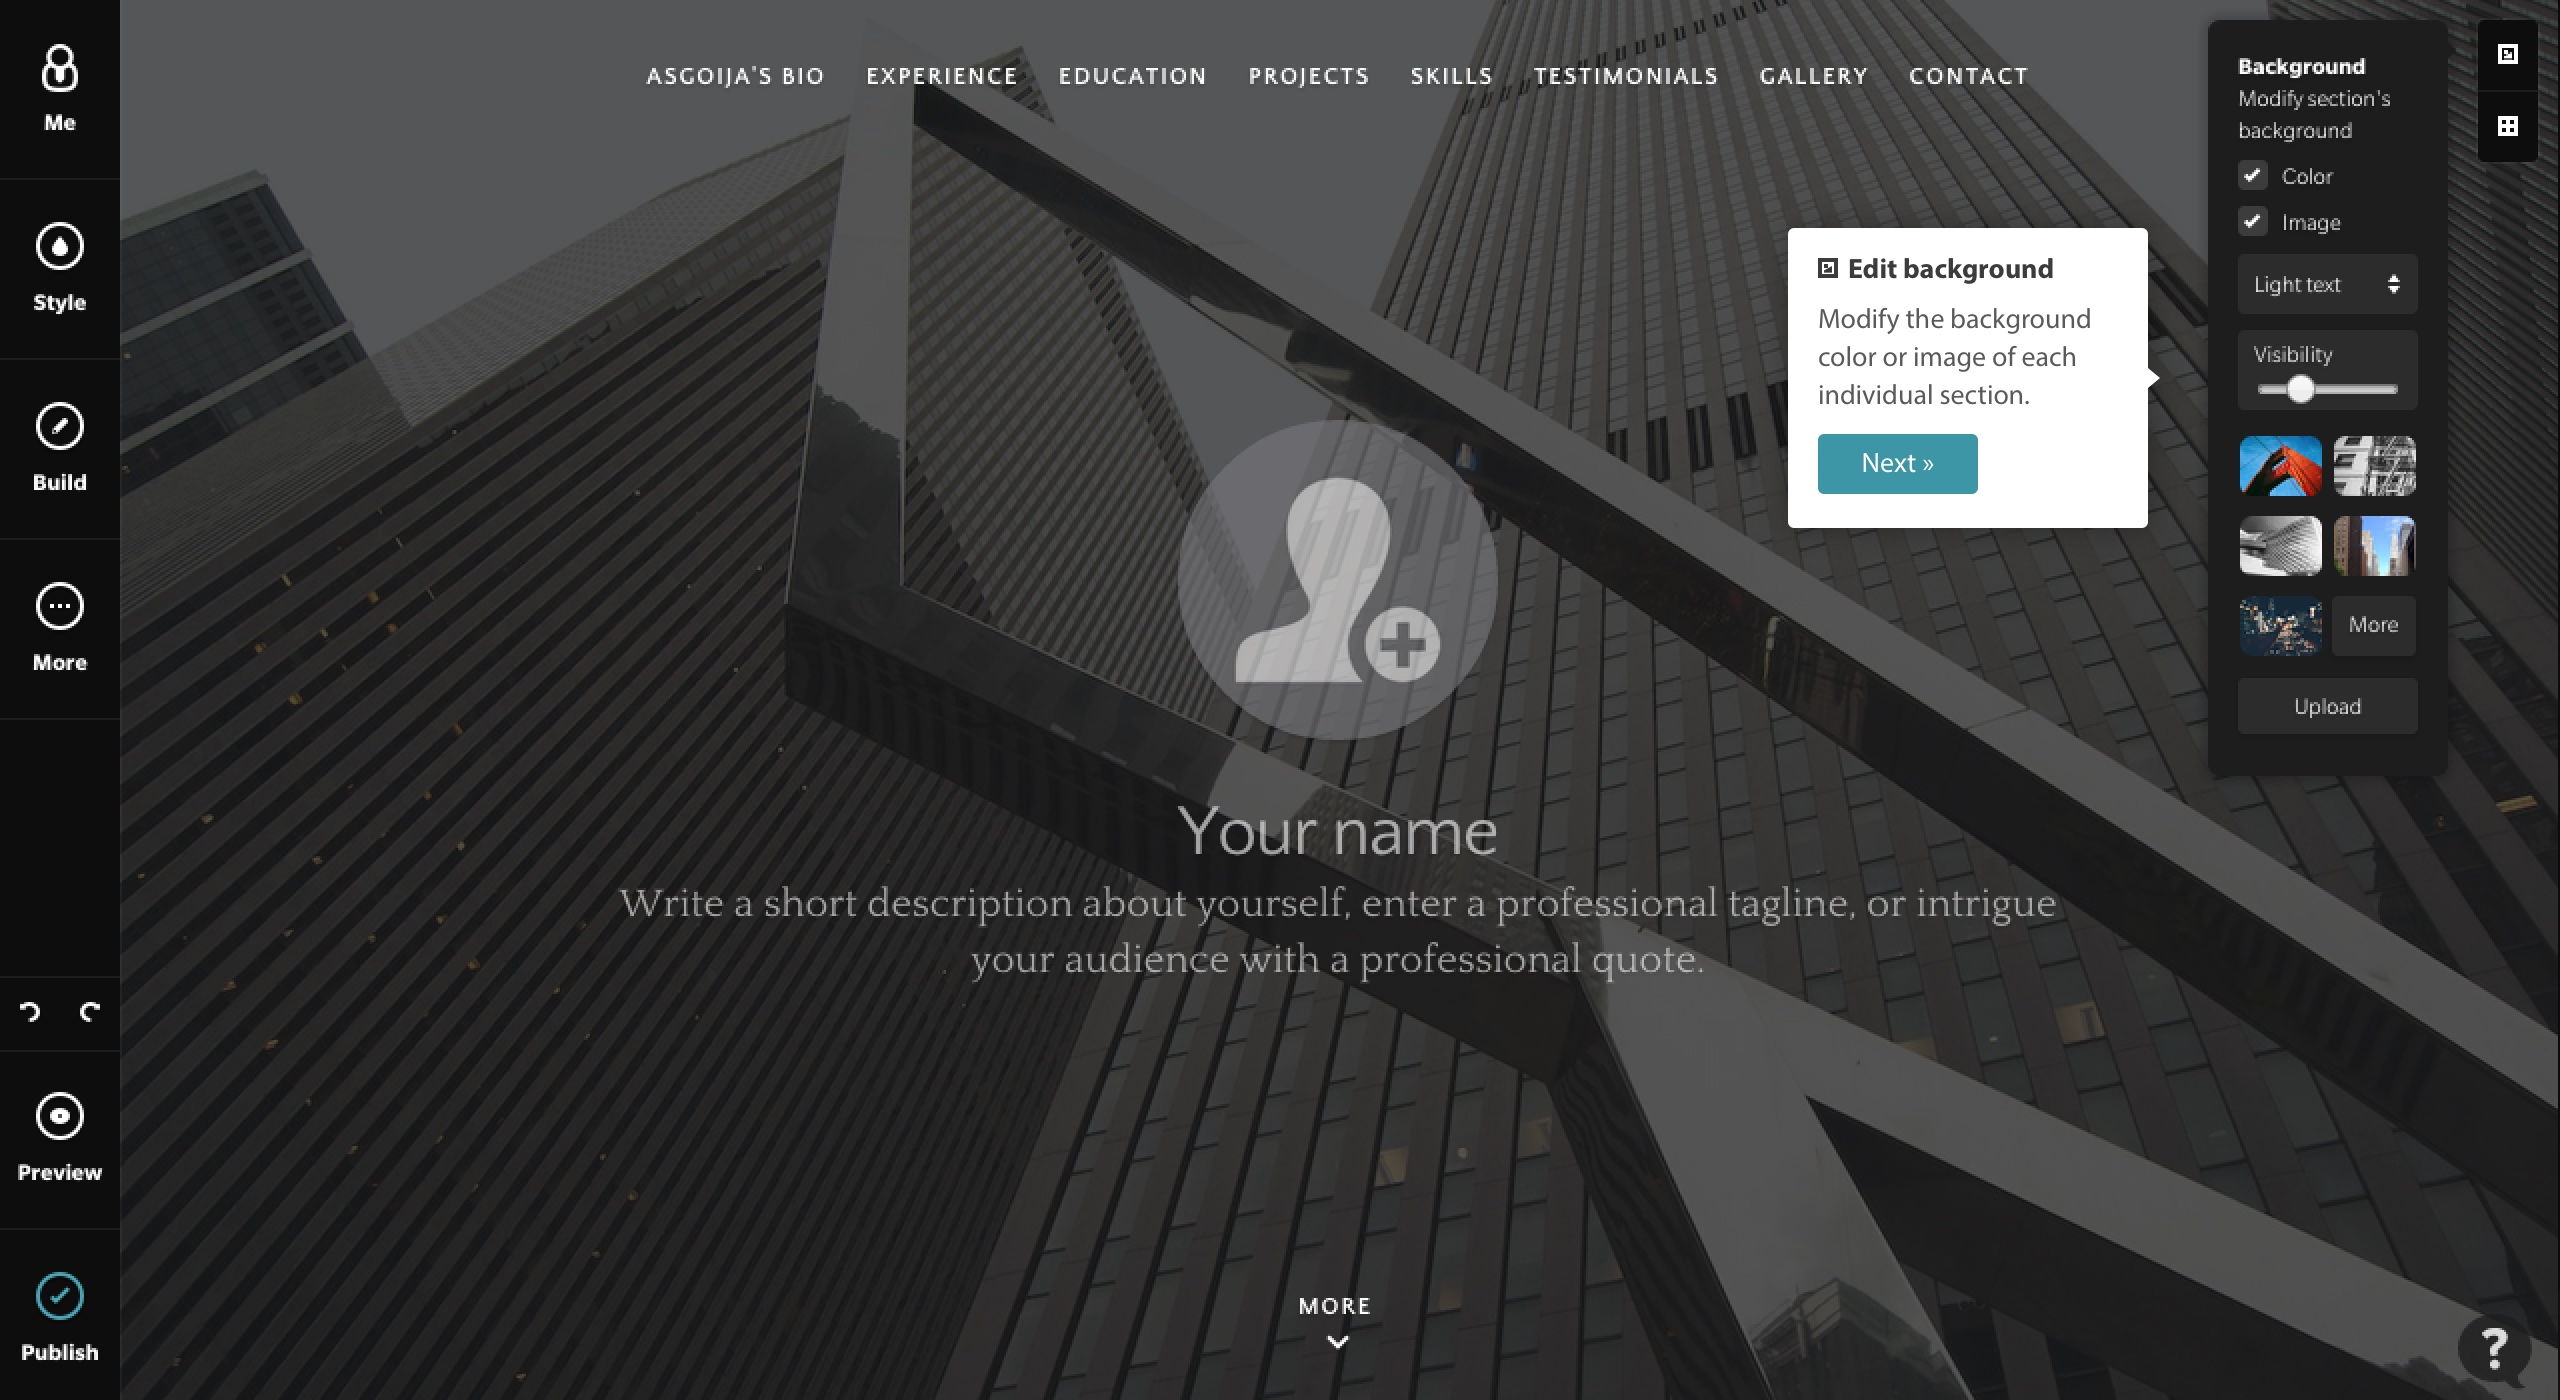 Me
Style
Build
More
Preview
Publish
ASGOIJA'S BIO EXPERIENCE EDUCATION PROJECTS SKILLS TESTIMONIALS GALLERY CONTACT
Your name
Write a short description about yourself, enter a professional tagline, or intrigue
your audience with a professional quote.
MORE
Edit background
Modify the background
color or image of each
individual section.
Next »
Background
Modify section's
background
Color
Image
Light text
Visibility
More
Upload
?